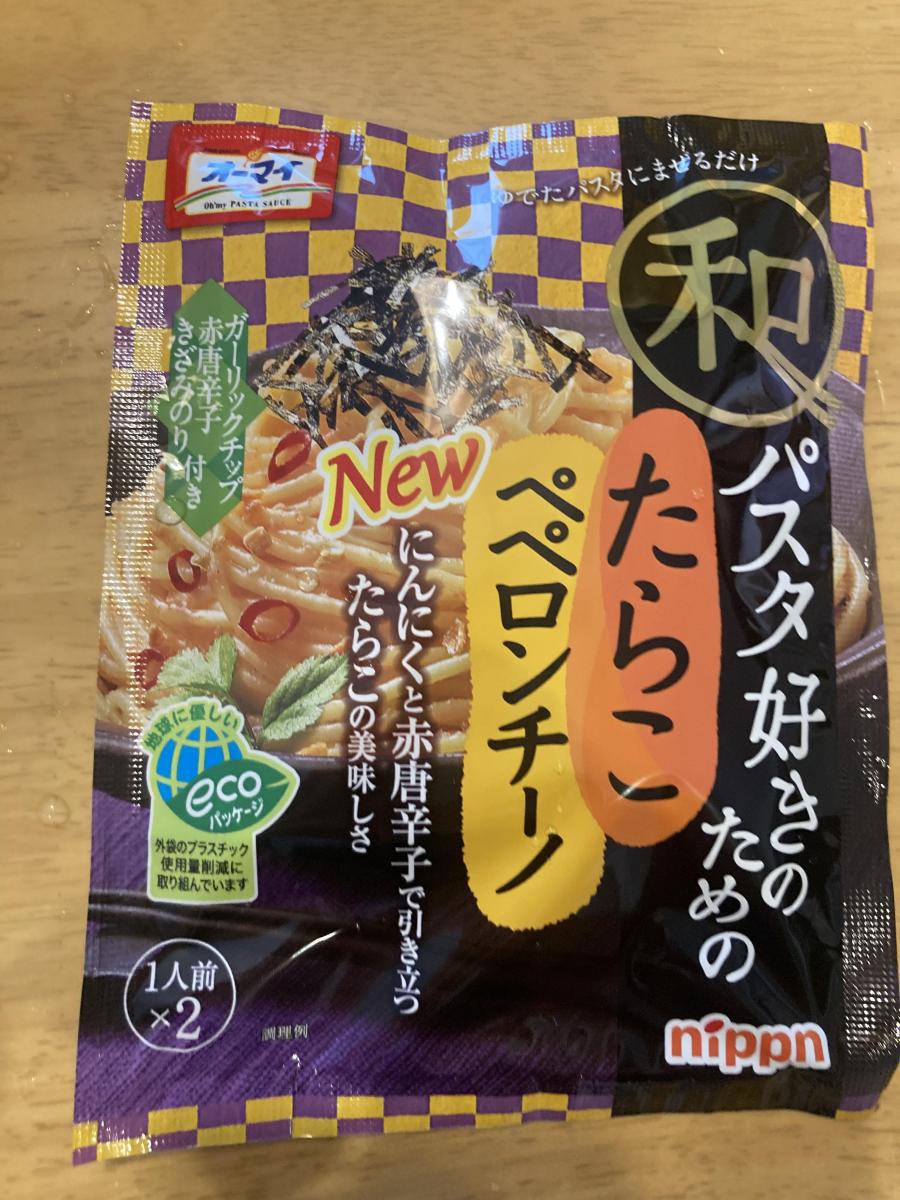 オーマイ
Oh'my PASTA SAUCE
ゆでたパスタにまぜるだけ
和
パスタ好きの
ための
たらこ
ペペロンチーノ
New
にんにくと赤唐辛子で引き立つ
たらこの美味しさ
ガーリックチップ
赤唐辛子
きざみのり 付き
地球に優しい
eco
パッケージ
外袋のプラスチック
使用量削減に
取り組んでいます
1人前
×2
調理例
nippn